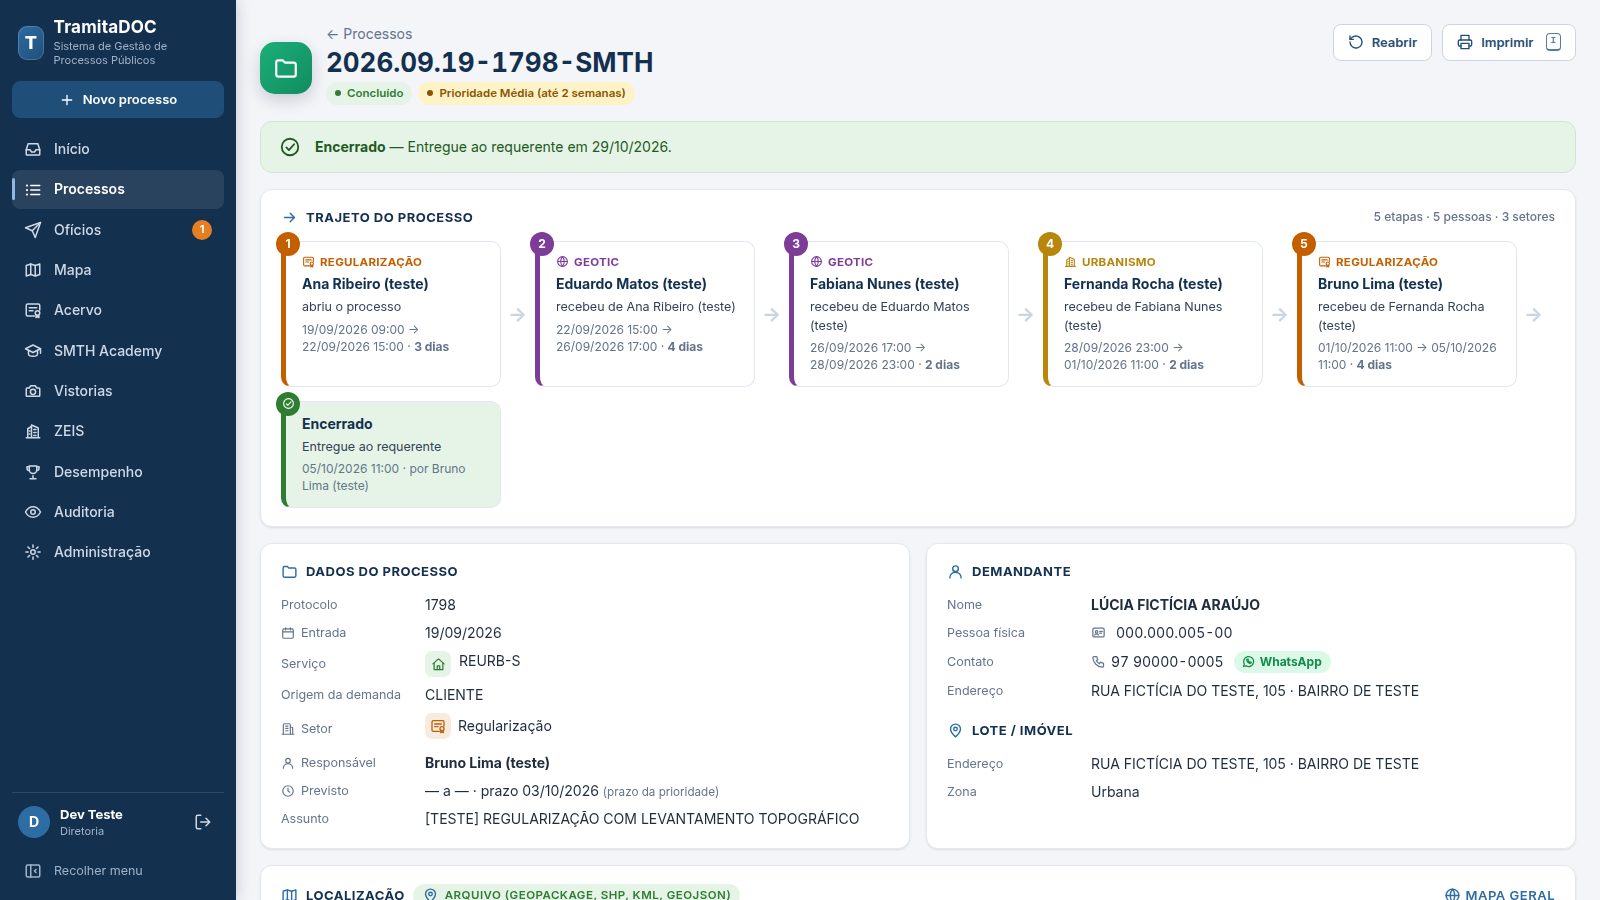 T
TramitaDOC
Sistema de Gestão de
Processos Públicos
+ Novo processo
Início
Processos
Ofícios 1
Mapa
Acervo
SMTH Academy
Vistorias
ZEIS
Desempenho
Auditoria
Administração
D
Dev Teste
Diretoria
Recolher menu
← Processos
2026.09.19-1798-SMTH
Concluído
Prioridade Média (até 2 semanas)
Reabrir
Imprimir I
Encerrado — Entregue ao requerente em 29/10/2026.
→ TRAJETO DO PROCESSO
5 etapas · 5 pessoas · 3 setores
1
REGULARIZAÇÃO
Ana Ribeiro (teste)
abriu o processo
19/09/2026 09:00 →
22/09/2026 15:00 · 3 dias
→
2
GEOTIC
Eduardo Matos (teste)
recebeu de Ana Ribeiro (teste)
22/09/2026 15:00 →
26/09/2026 17:00 · 4 dias
→
3
GEOTIC
Fabiana Nunes (teste)
recebeu de Eduardo Matos
(teste)
26/09/2026 17:00 →
28/09/2026 23:00 · 2 dias
→
4
URBANISMO
Fernanda Rocha (teste)
recebeu de Fabiana Nunes
(teste)
28/09/2026 23:00 →
01/10/2026 11:00 · 2 dias
→
5
REGULARIZAÇÃO
Bruno Lima (teste)
recebeu de Fernanda Rocha
(teste)
01/10/2026 11:00 → 05/10/2026
11:00 · 4 dias
→
Encerrado
Entregue ao requerente
05/10/2026 11:00 · por Bruno
Lima (teste)
DADOS DO PROCESSO
Protocolo 1798
Entrada 19/09/2026
Serviço REURB-S
Origem da demanda CLIENTE
Setor Regularização
Responsável Bruno Lima (teste)
Previsto — a — · prazo 03/10/2026 (prazo da prioridade)
Assunto [TESTE] REGULARIZAÇÃO COM LEVANTAMENTO TOPOGRÁFICO
DEMANDANTE
Nome LÚCIA FICTÍCIA ARAÚJO
Pessoa física 000.000.005-00
Contato 97 90000-0005 WhatsApp
Endereço RUA FICTÍCIA DO TESTE, 105 · BAIRRO DE TESTE
LOTE / IMÓVEL
Endereço RUA FICTÍCIA DO TESTE, 105 · BAIRRO DE TESTE
Zona Urbana
LOCALIZAÇÃO
ARQUIVO (GEOPACKAGE, SHP, KML, GEOJSON)
MAPA GERAL